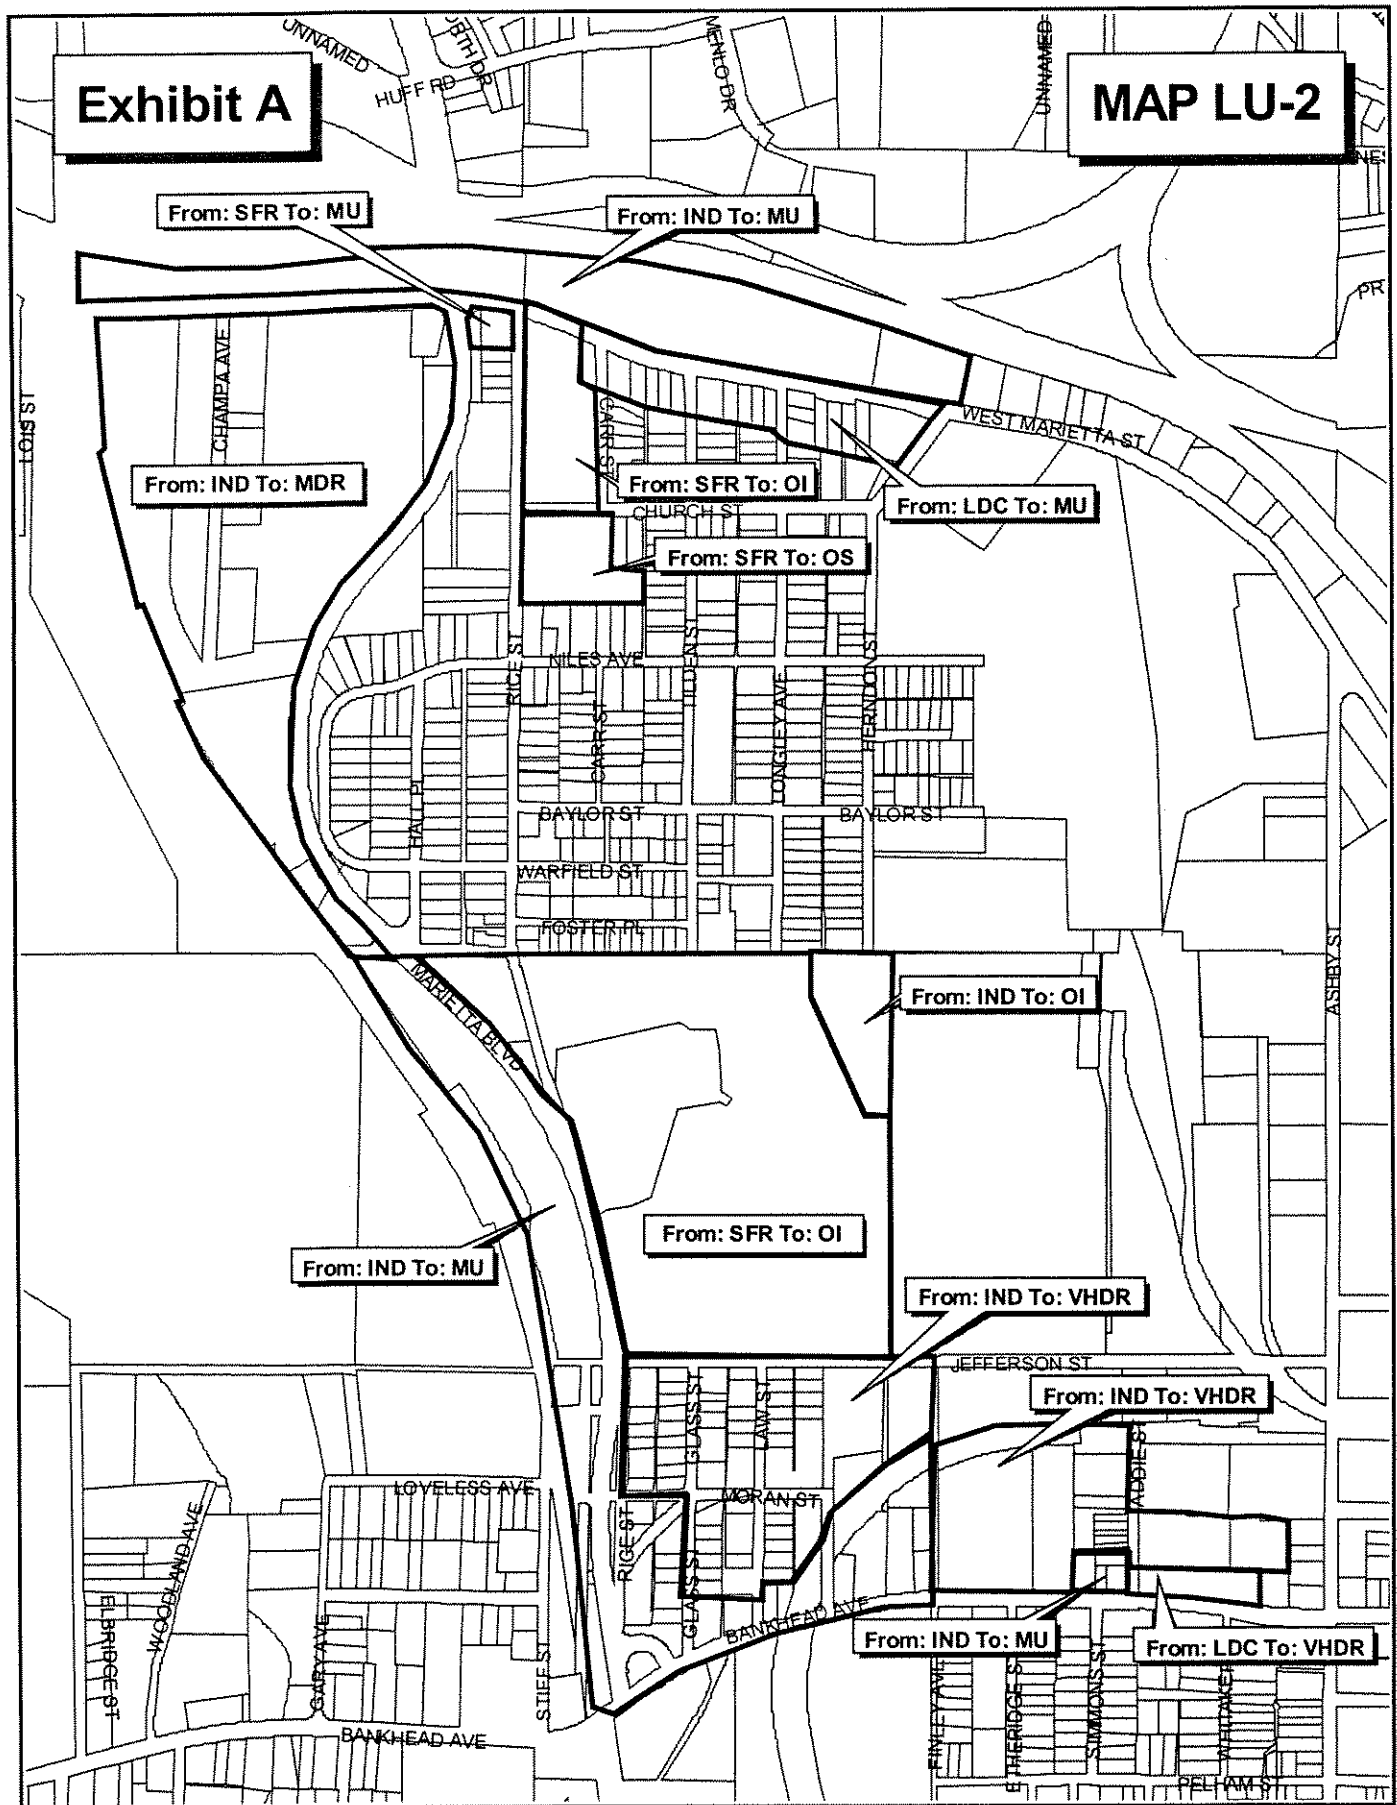 UNNAMED
ORTH DR
HUFF RD
MENLO DR
UNNAMED
Exhibit A
MAP LU-2
From: SFR To: MU
From: IND To: MU
PR
LOIS ST
CHAMPA AVE
CARR ST
WEST MARIETTA ST
From: IND To: MDR
From: SFR To: OI
From: LDC To: MU
CHURCH ST
From: SFR To: OS
RICE ST
NILES AVE
TILDEN ST
LONGLEY AVE
HERNDON ST
CARR ST
HALL PL
BAYLOR ST
BAYLOR ST
WARFIELD ST
FOSTER PL
MARIETTA BLVD
From: IND To: OI
ASHBY ST
From: SFR To: OI
From: IND To: MU
From: IND To: VHDR
JEFFERSON ST
From: IND To: VHDR
GLASS ST
LAW ST
ADDIE ST
LOVELESS AVE
MORAN ST
WOODLAND AVE
RIGE ST
GLASS ST
ELBRIDGE ST
GARY AVE
STIFF ST
BANKHEAD AVE
From: IND To: MU
From: LDC To: VHDR
FINLEY AVE
ETHERIDGE S
SIMMONS ST
WHITAKER
BANKHEAD AVE
PELHAM ST